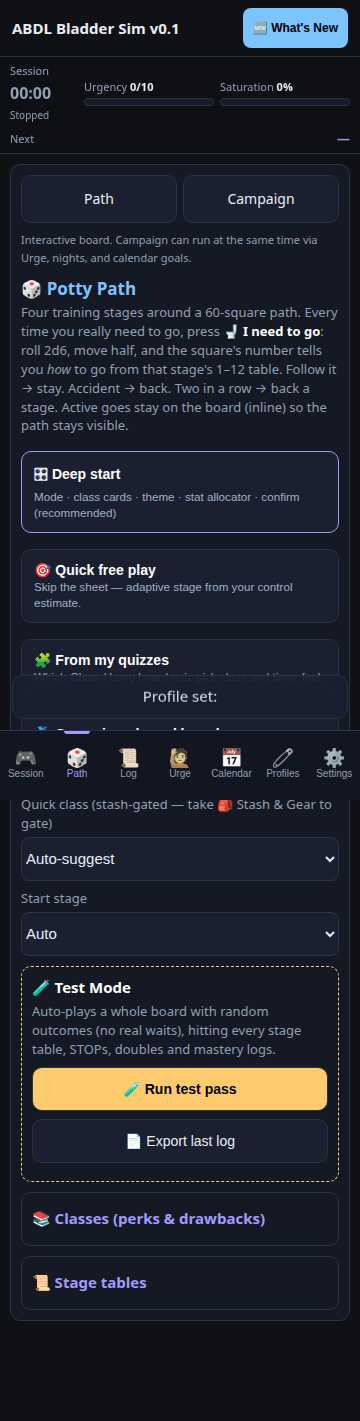 ABDL Bladder Sim v0.1
🆕 What's New
Session
00:00
Stopped
Urgency 0/10
Saturation 0%
Next
—
Path
Campaign
Interactive board. Campaign can run at the same time via
Urge, nights, and calendar goals.
🎲 Potty Path
Four training stages around a 60-square path. Every
time you really need to go, press 🚽 I need to go:
roll 2d6, move half, and the square's number tells
you how to go from that stage's 1–12 table. Follow it
→ stay. Accident → back. Two in a row → back a
stage. Active goes stay on the board (inline) so the
path stays visible.
🎛️ Deep start
Mode · class cards · theme · stat allocator · confirm
(recommended)
🎯 Quick free play
Skip the sheet — adaptive stage from your control
estimate.
🧩 From my quizzes
Profile set:
Session
Path
Log
Urge
Calendar
Profiles
Settings
Quick class (stash-gated — take 🎒 Stash & Gear to
gate)
Auto-suggest
Start stage
Auto
🧪 Test Mode
Auto-plays a whole board with random
outcomes (no real waits), hitting every stage
table, STOPs, doubles and mastery logs.
🧪 Run test pass
📄 Export last log
📚 Classes (perks & drawbacks)
📜 Stage tables